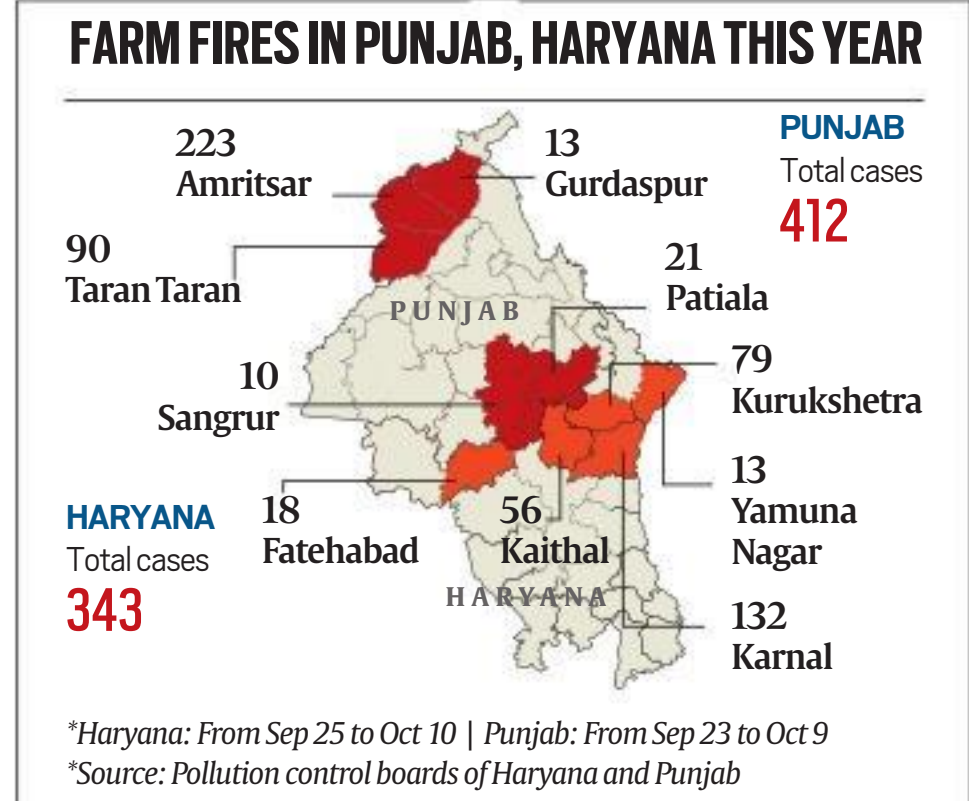 FARM FIRES IN PUNJAB, HARYANA THIS YEAR
223
Amritsar
13
Gurdaspur
PUNJAB
Total cases
412
90
Taran Taran
21
Patiala
PUNJAB
10
Sangrur
79
Kurukshetra
HARYANA
Total cases
343
18
Fatehabad
56
Kaithal
13
Yamuna
Nagar
HARYANA
132
Karnal
*Haryana: From Sep 25 to Oct 10 | Punjab: From Sep 23 to Oct 9
*Source: Pollution control boards of Haryana and Punjab